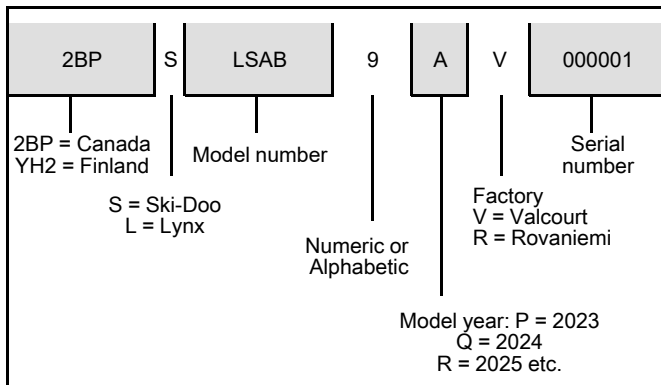 2BP S LSAB 9 A V 000001
2BP = Canada
YH2 = Finland
Model number
Serial
number
S = Ski-Doo
L = Lynx
Factory
V = Valcourt
R = Rovaniemi
Numeric or
Alphabetic
Model year: P = 2023
Q = 2024
R = 2025 etc.